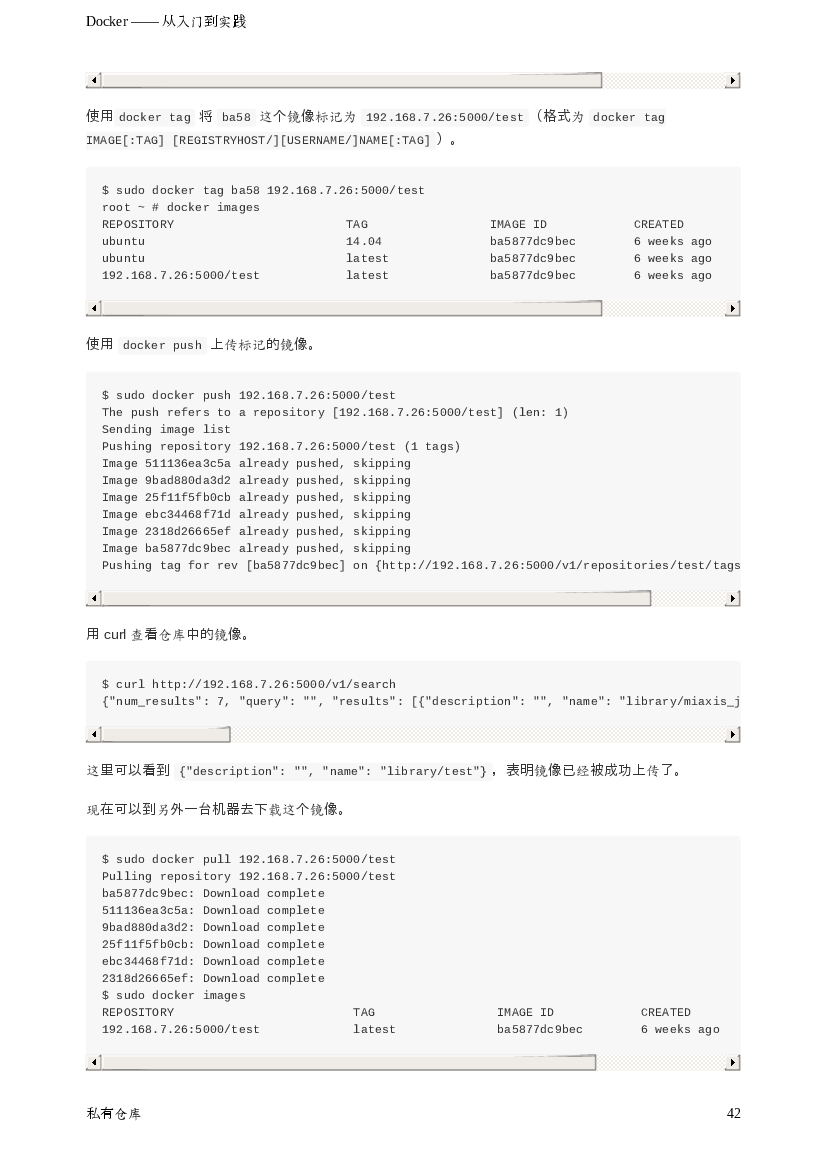 Docker —— 从入门到实践
使用 docker tag 将 ba58 这个镜像标记为 192.168.7.26:5000/test （格式为 docker tag
IMAGE[:TAG] [REGISTRYHOST/][USERNAME/]NAME[:TAG] ）。
$ sudo docker tag ba58 192.168.7.26:5000/test
root ~ # docker images
REPOSITORY TAG IMAGE ID CREATED
ubuntu 14.04 ba5877dc9bec 6 weeks ago
ubuntu latest ba5877dc9bec 6 weeks ago
192.168.7.26:5000/test latest ba5877dc9bec 6 weeks ago
使用 docker push 上传标记的镜像。
$ sudo docker push 192.168.7.26:5000/test
The push refers to a repository [192.168.7.26:5000/test] (len: 1)
Sending image list
Pushing repository 192.168.7.26:5000/test (1 tags)
Image 511136ea3c5a already pushed, skipping
Image 9bad880da3d2 already pushed, skipping
Image 25f11f5fb0cb already pushed, skipping
Image ebc34468f71d already pushed, skipping
Image 2318d26665ef already pushed, skipping
Image ba5877dc9bec already pushed, skipping
Pushing tag for rev [ba5877dc9bec] on {http://192.168.7.26:5000/v1/repositories/test/tags
用 curl 查看仓库中的镜像。
$ curl http://192.168.7.26:5000/v1/search
{"num_results": 7, "query": "", "results": [{"description": "", "name": "library/miaxis_j
这里可以看到 {"description": "", "name": "library/test"} ，表明镜像已经被成功上传了。
现在可以到另外一台机器去下载这个镜像。
$ sudo docker pull 192.168.7.26:5000/test
Pulling repository 192.168.7.26:5000/test
ba5877dc9bec: Download complete
511136ea3c5a: Download complete
9bad880da3d2: Download complete
25f11f5fb0cb: Download complete
ebc34468f71d: Download complete
2318d26665ef: Download complete
$ sudo docker images
REPOSITORY TAG IMAGE ID CREATED
192.168.7.26:5000/test latest ba5877dc9bec 6 weeks ago
私有仓库 42